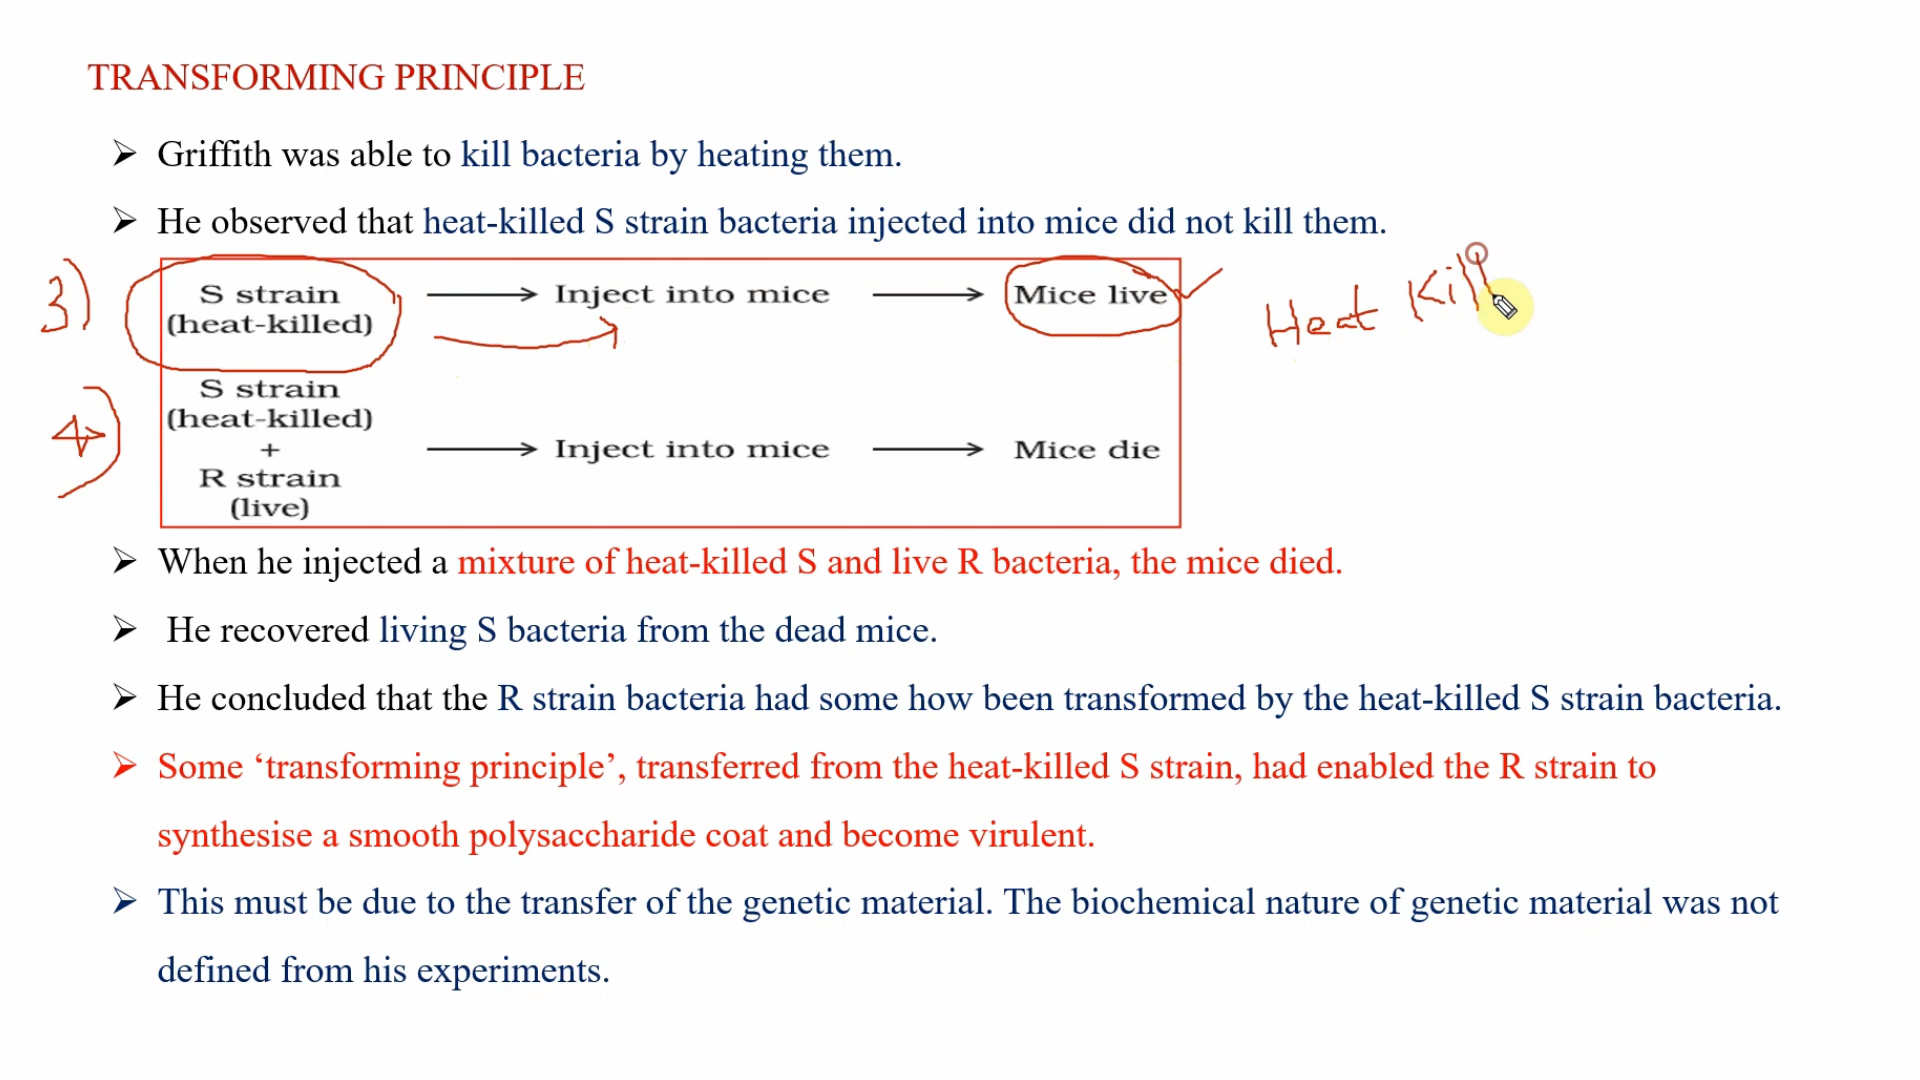 TRANSFORMING PRINCIPLE
➢ Griffith was able to kill bacteria by heating them.
➢ He observed that heat-killed S strain bacteria injected into mice did not kill them.
3)
S strain
(heat-killed)
Inject into mice
Mice live
Heat Kill
4)
S strain
(heat-killed)
+
R strain
(live)
Inject into mice
Mice die
➢ When he injected a mixture of heat-killed S and live R bacteria, the mice died.
➢ He recovered living S bacteria from the dead mice.
➢ He concluded that the R strain bacteria had some how been transformed by the heat-killed S strain bacteria.
➢ Some ‘transforming principle’, transferred from the heat-killed S strain, had enabled the R strain to
synthesise a smooth polysaccharide coat and become virulent.
➢ This must be due to the transfer of the genetic material. The biochemical nature of genetic material was not
defined from his experiments.